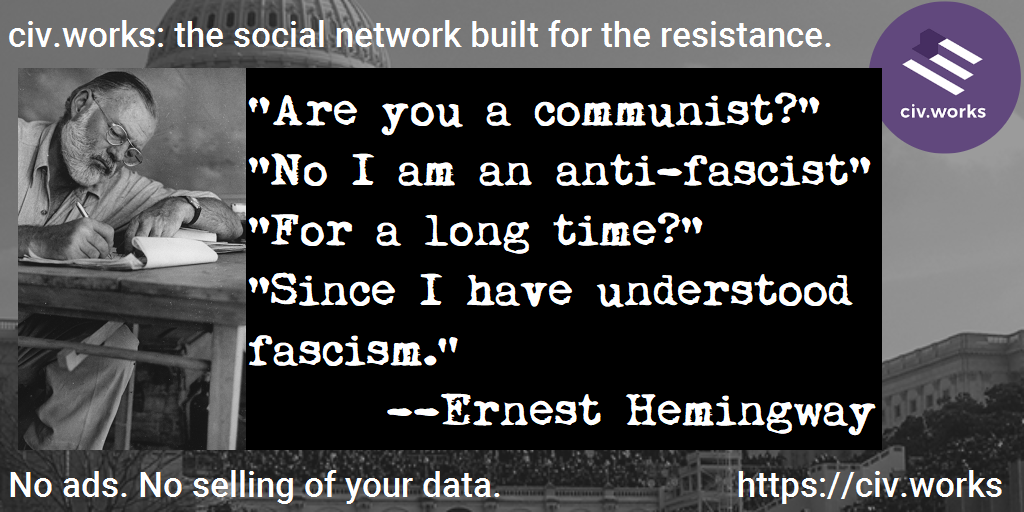 civ.works: the social network built for the resistance.
civ.works
"Are you a communist?"
"No I am an anti-fascist"
"For a long time?"
"Since I have understood
fascism."
--Ernest Hemingway
No ads. No selling of your data.
https://civ.works